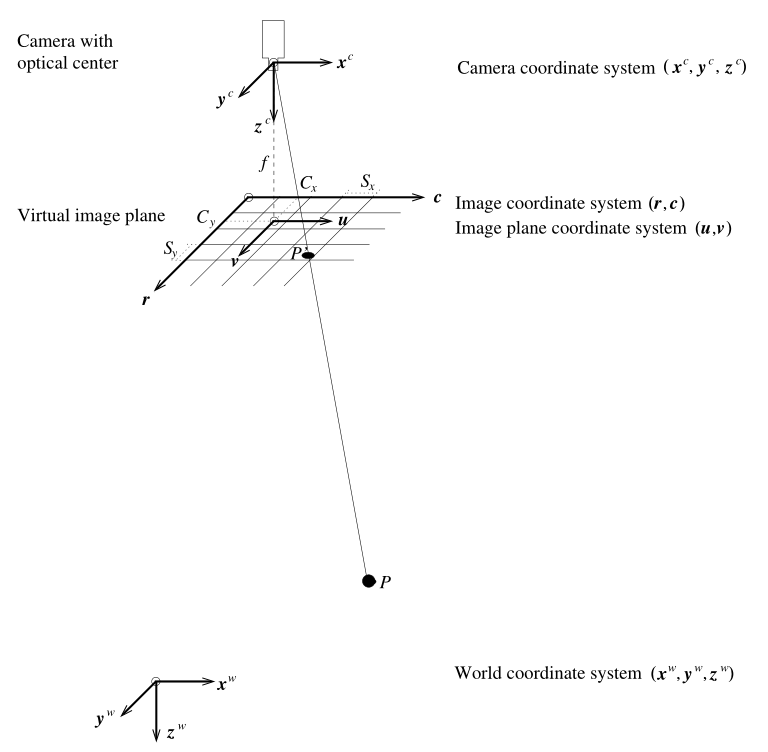 Camera with
optical center
x^c
Camera coordinate system (x^c, y^c, z^c)
y^c
z^c
f
C_x
S_x
c
Image coordinate system (r,c)
Virtual image plane
C_y
u
Image plane coordinate system (u,v)
S_y
v
P'
r
P
World coordinate system (x^w, y^w, z^w)
x^w
y^w
z^w